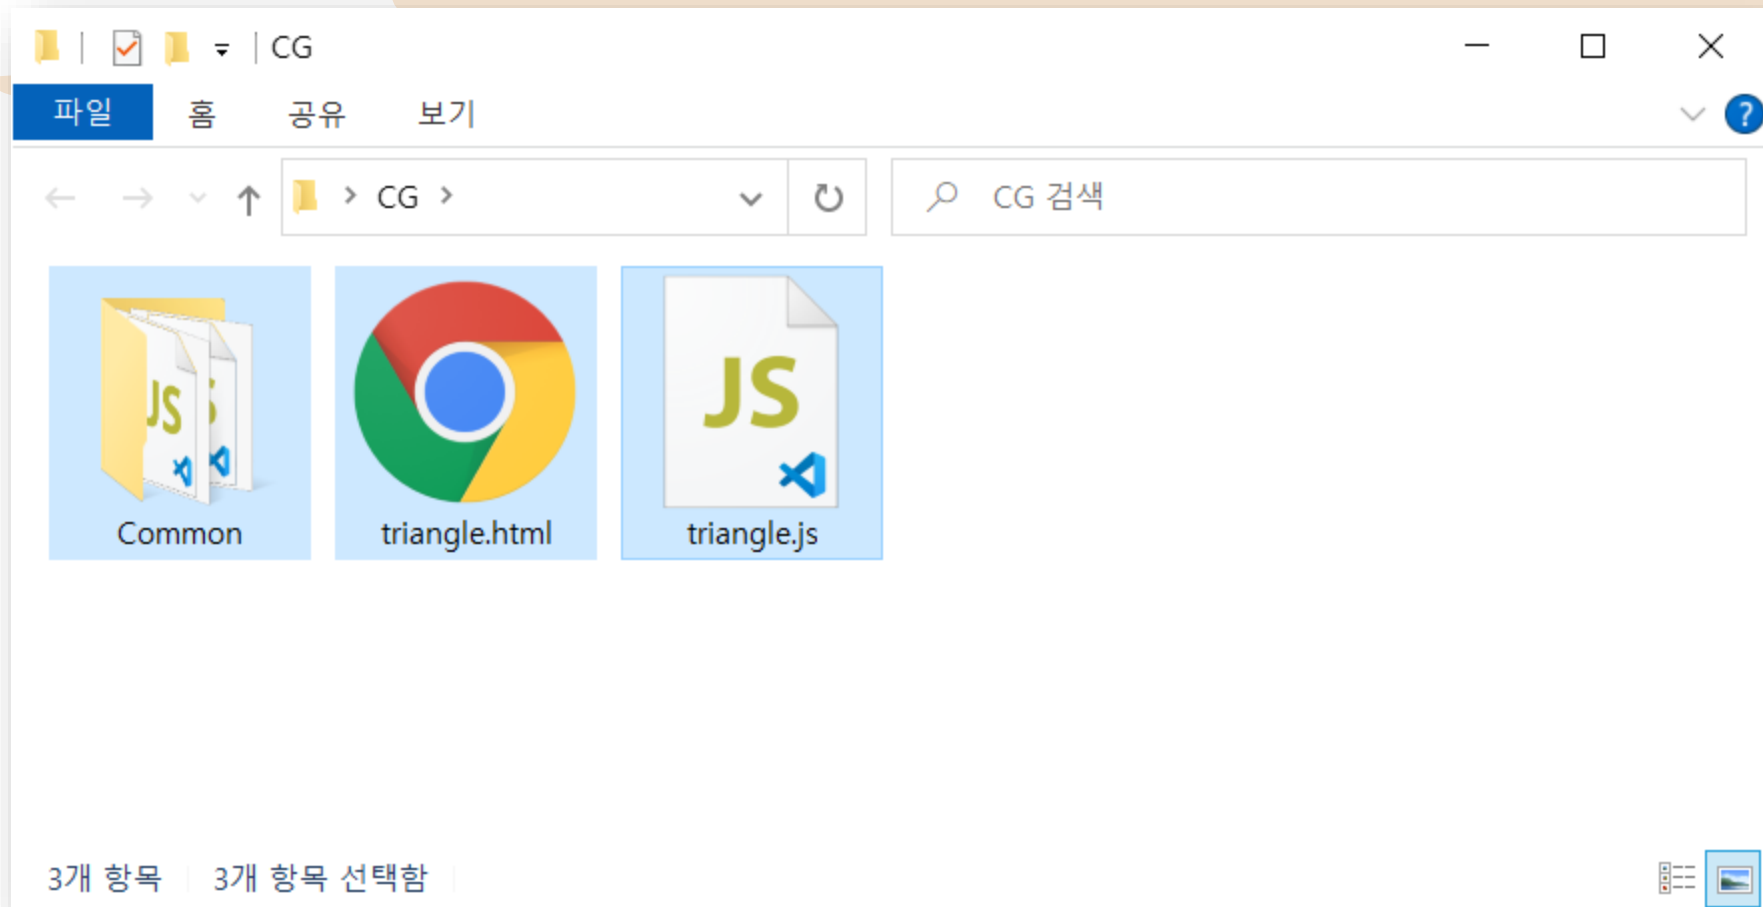 CG
파일 홈 공유 보기
?
CG
CG 검색
JS JS JS
Common triangle.html triangle.js
3개 항목 3개 항목 선택함